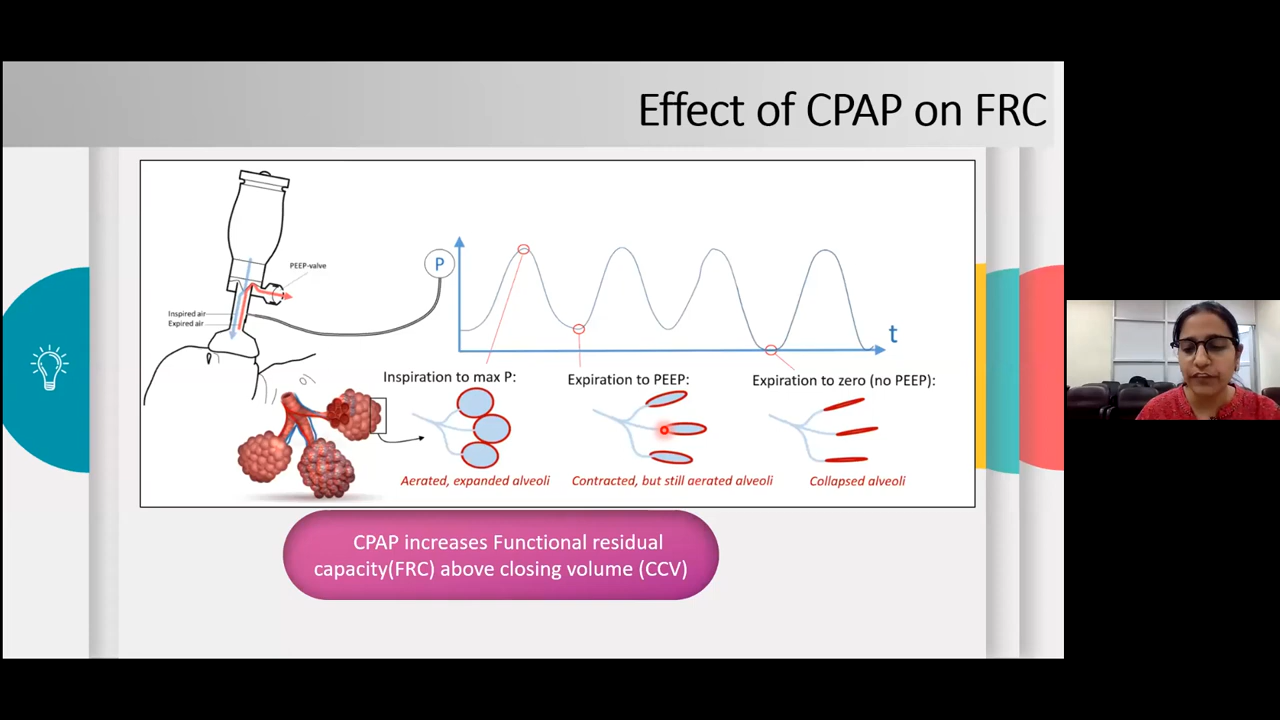 Effect of CPAP on FRC
PEEP-valve
Inspired air
Expired air
P
t
Inspiration to max P:
Expiration to PEEP:
Expiration to zero (no PEEP):
Aerated, expanded alveoli
Contracted, but still aerated alveoli
Collapsed alveoli
CPAP increases Functional residual
capacity(FRC) above closing volume (CCV)